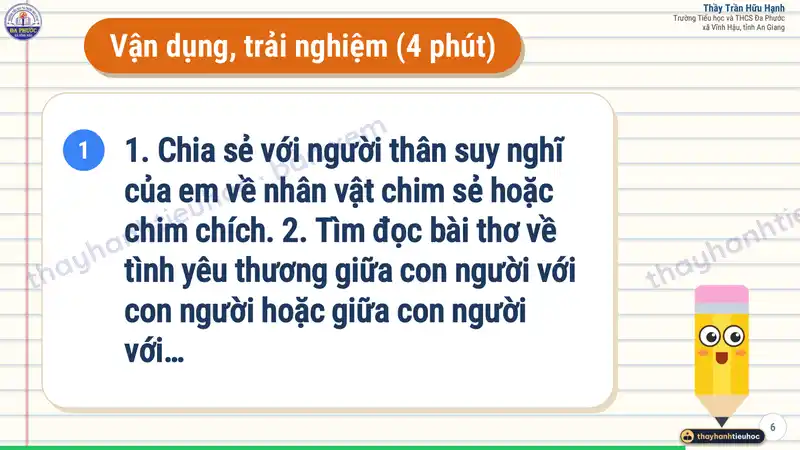 Thầy Trần Hữu Hạnh
Trường Tiểu học và THCS Đa Phước
xã Vĩnh Hậu, tỉnh An Giang
ĐA PHƯỚC
Vận dụng, trải nghiệm (4 phút)
1
1. Chia sẻ với người thân suy nghĩ
của em về nhân vật chim sẻ hoặc
chim chích. 2. Tìm đọc bài thơ về
tình yêu thương giữa con người với
con người hoặc giữa con người
với...
thayhanhtieuhoc
6